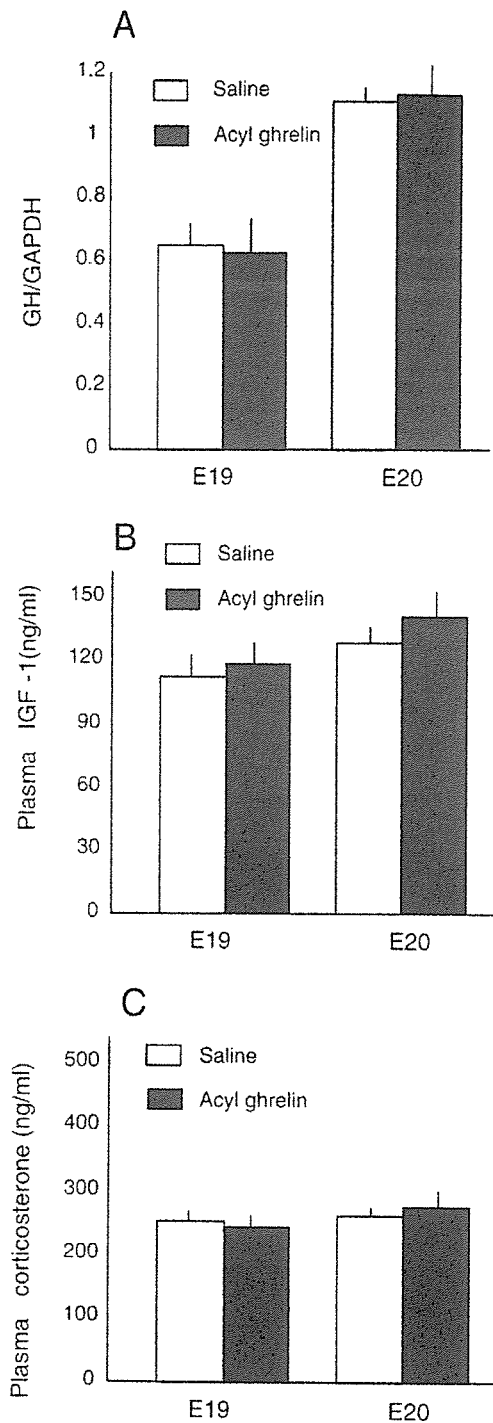 A
1.2
1
0.8
0.6
0.4
0.2
0
GH/GAPDH
Saline
Acyl ghrelin
E19 E20
B
150
120
90
60
30
0
Plasma IGF -1(ng/ml)
Saline
Acyl ghrelin
E19 E20
C
500
400
300
200
100
0
Plasma corticosterone (ng/ml)
Saline
Acyl ghrelin
E19 E20